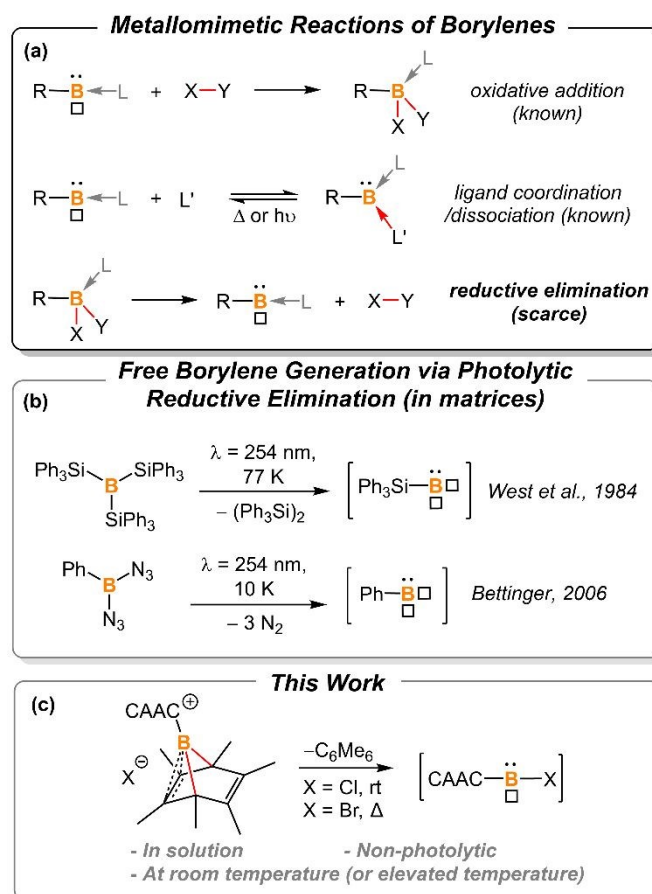 Metallomimetic Reactions of Borylenes
(a)
R B L + X Y
L R B X Y
oxidative addition
(known)
R B L + L'
Δ or hυ
L R B L'
ligand coordination
/dissociation (known)
L R B X Y
R B L + X Y
reductive elimination
(scarce)
Free Borylene Generation via Photolytic
Reductive Elimination (in matrices)
(b)
Ph3Si SiPh3
B
SiPh3
λ = 254 nm,
77 K
– (Ph3Si)2
Ph3Si B
West et al., 1984
Ph N3
B
N3
λ = 254 nm,
10 K
– 3 N2
Ph B
Bettinger, 2006
This Work
(c)
CAAC ⊕
B
X ⊖
–C6Me6
X = Cl, rt
X = Br, Δ
CAAC B X
- In solution - Non-photolytic
- At room temperature (or elevated temperature)